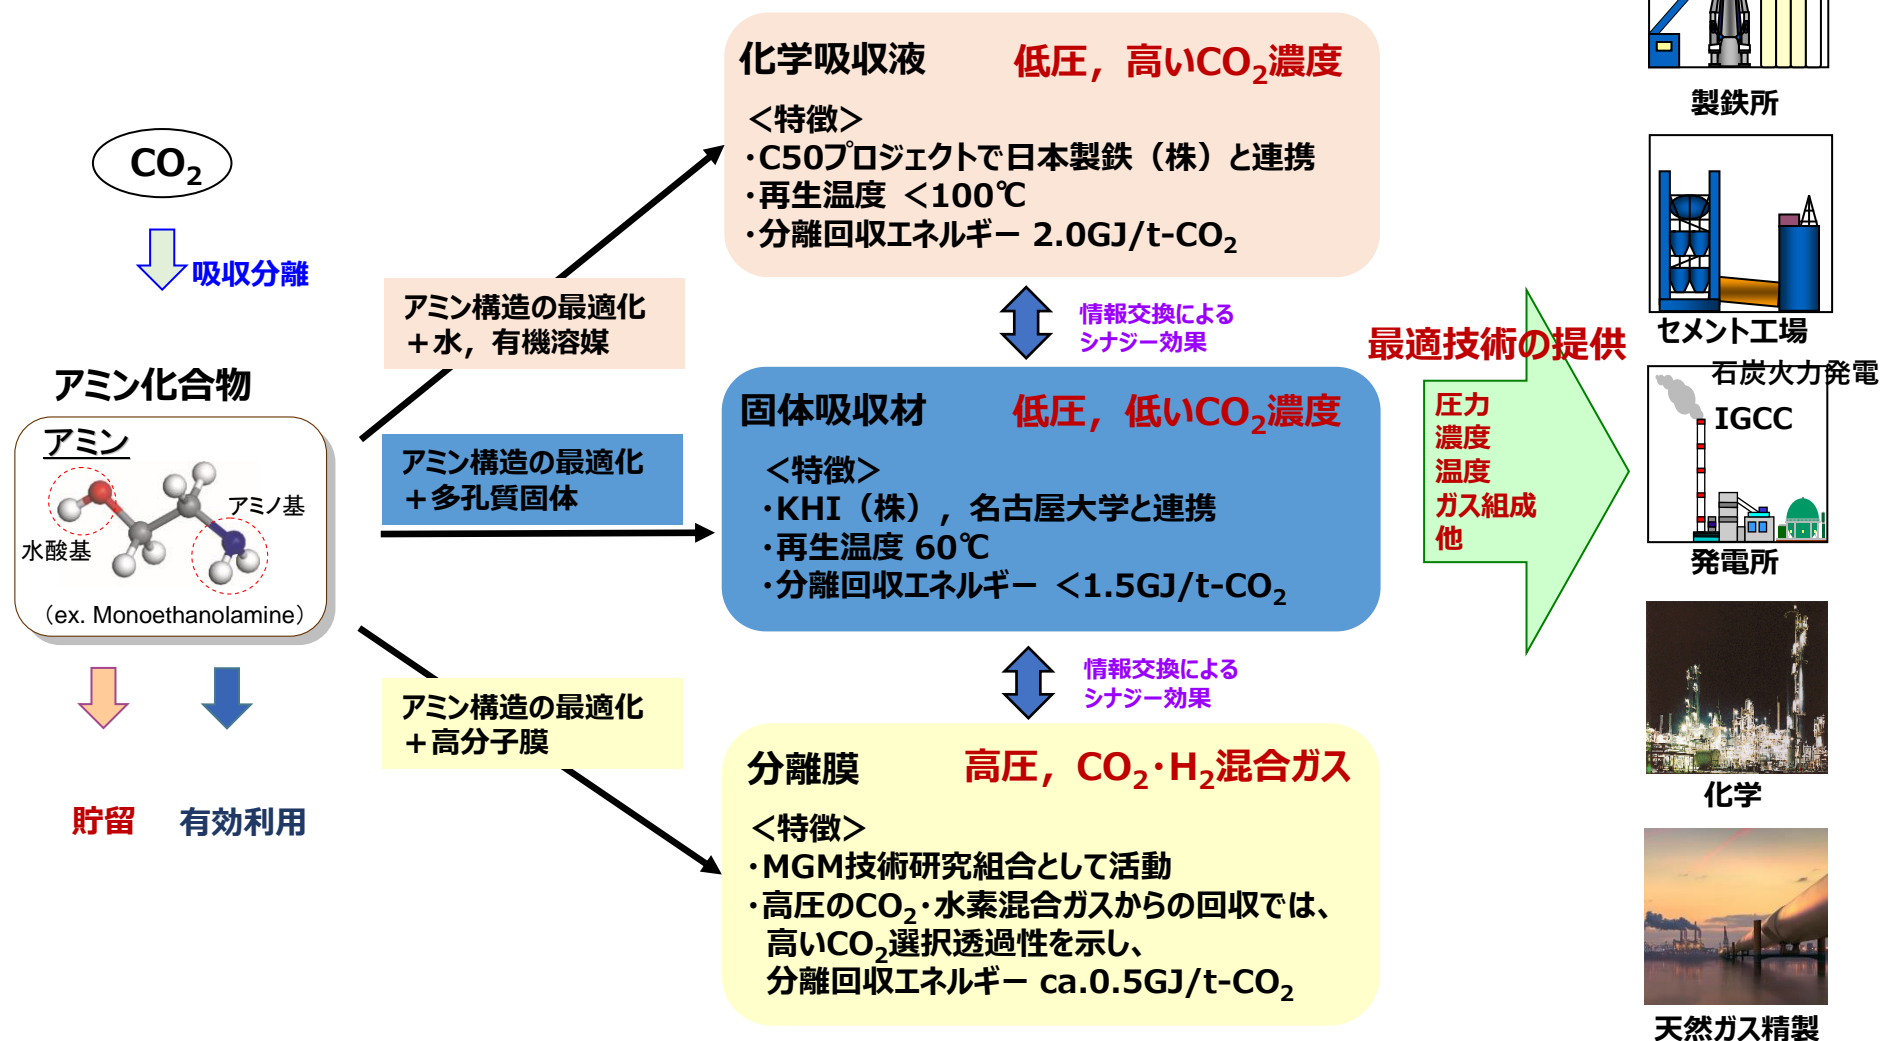 CO2
吸収分離
アミン化合物
アミン
アミノ基
水酸基
（ex. Monoethanolamine）
貯留
有効利用
アミン構造の最適化
＋水，有機溶媒
アミン構造の最適化
＋多孔質固体
アミン構造の最適化
＋高分子膜
化学吸収液
低圧，高いCO2濃度
＜特徴＞
・C50プロジェクトで日本製鉄（株）と連携
・再生温度 ＜100℃
・分離回収エネルギー 2.0GJ/t-CO2
情報交換による
シナジー効果
固体吸収材
低圧，低いCO2濃度
＜特徴＞
・KHI（株），名古屋大学と連携
・再生温度 60℃
・分離回収エネルギー ＜1.5GJ/t-CO2
情報交換による
シナジー効果
分離膜
高圧，CO2・H2混合ガス
＜特徴＞
・MGM技術研究組合として活動
・高圧のCO2・水素混合ガスからの回収では、
高いCO2選択透過性を示し、
分離回収エネルギー ca.0.5GJ/t-CO2
最適技術の提供
圧力
濃度
温度
ガス組成
他
製鉄所
セメント工場
石炭火力発電
IGCC
発電所
化学
天然ガス精製